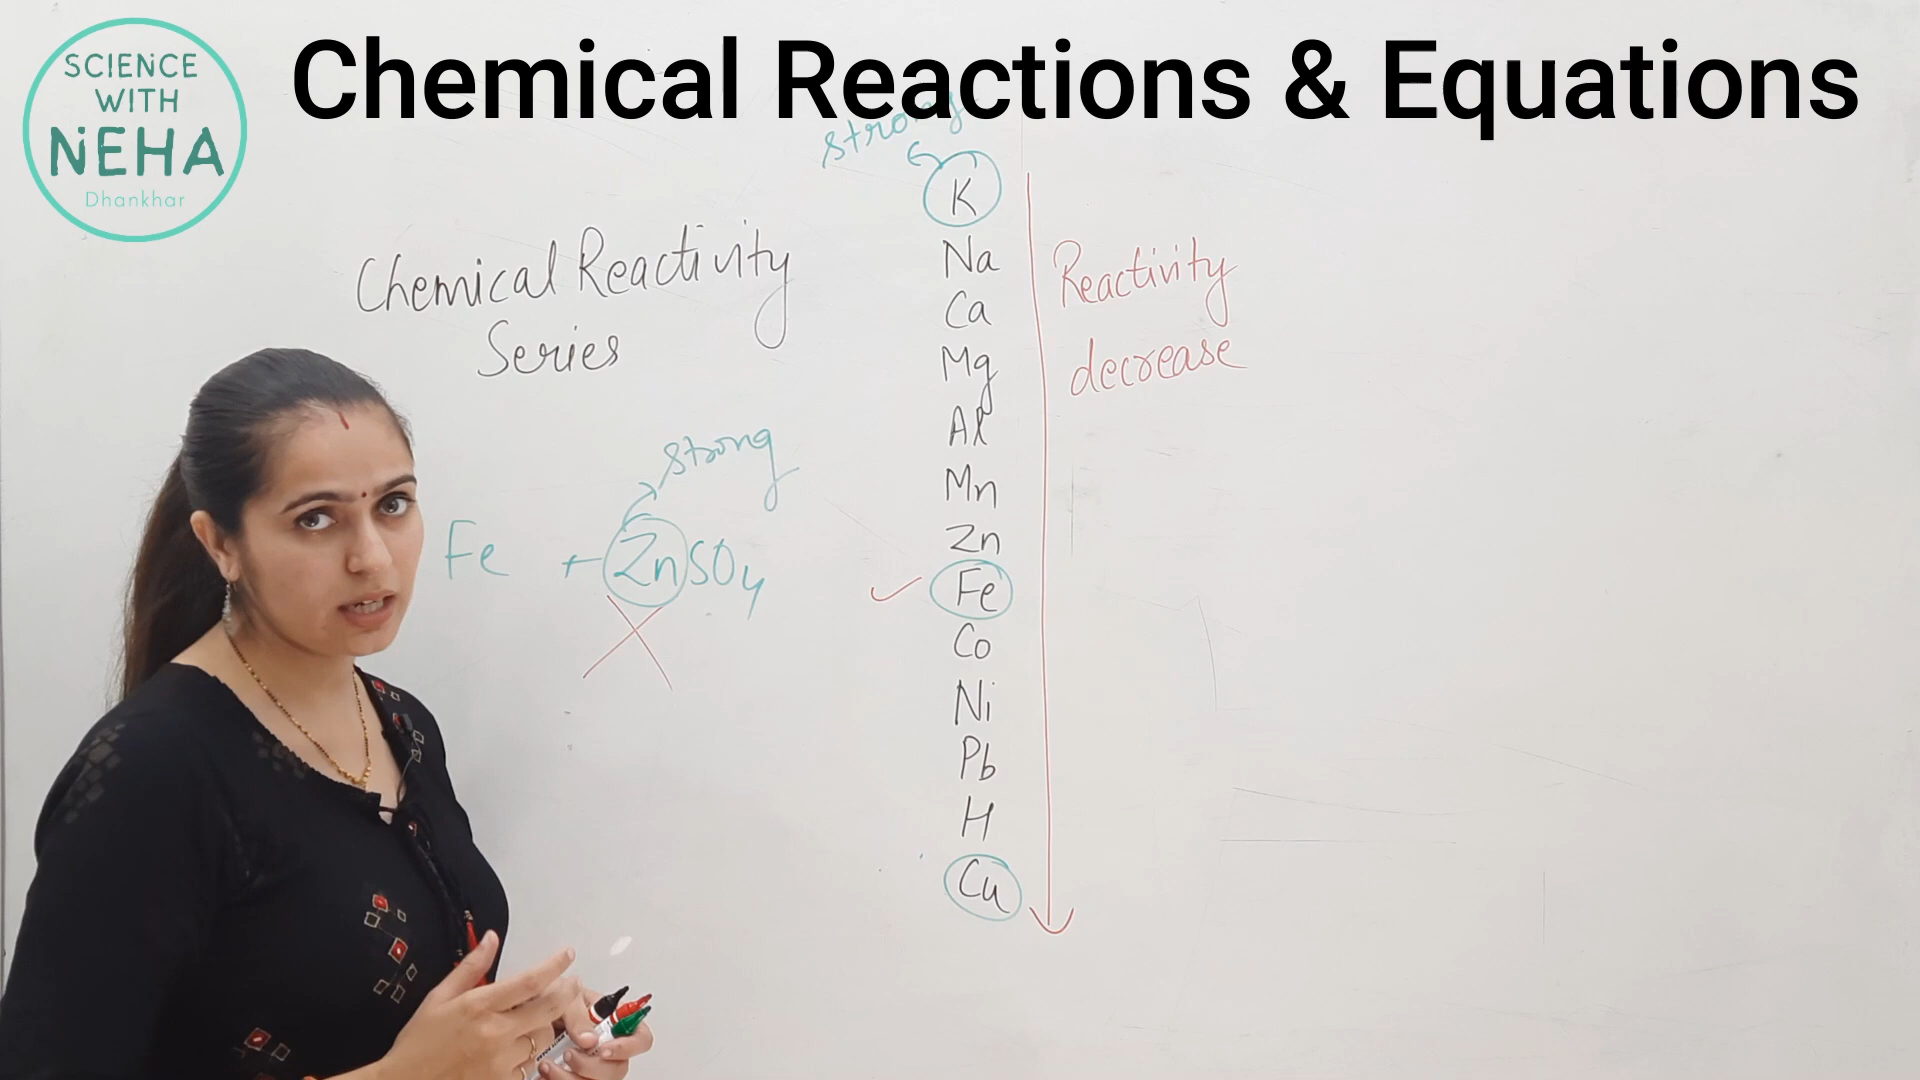 SCIENCE
WITH
NEHA
Dhankhar
Chemical Reactions & Equations
strong
K
Na
Ca
Mg
Al
Mn
Zn
Fe
Co
Ni
Pb
H
Cu
Reactivity
decrease
Chemical Reactivity
Series
strong
Fe + ZnSO4